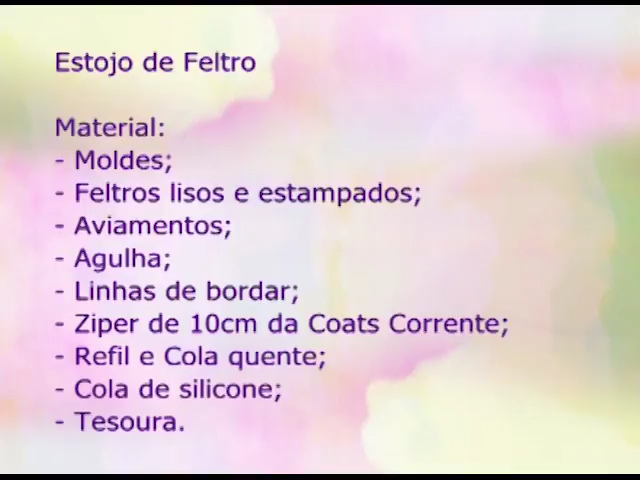 Estojo de Feltro
Material:
- Moldes;
- Feltros lisos e estampados;
- Aviamentos;
- Agulha;
- Linhas de bordar;
- Ziper de 10cm da Coats Corrente;
- Refil e Cola quente;
- Cola de silicone;
- Tesoura.